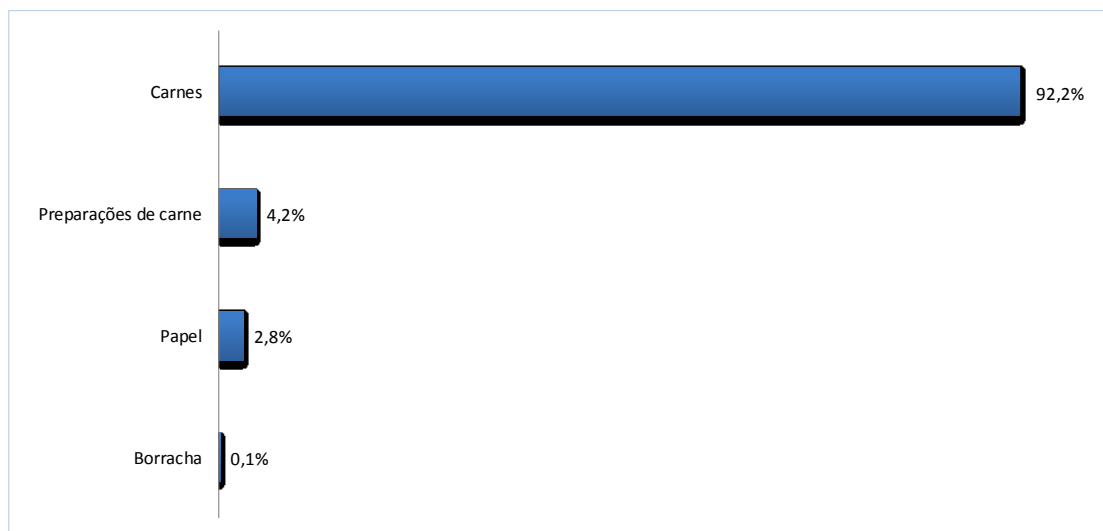 Carnes
92,2%
Preparações de carne
4,2%
Papel
2,8%
Borracha
0,1%